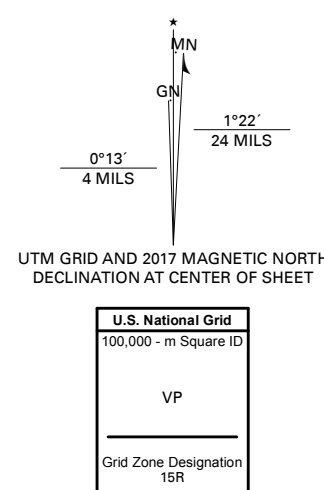 ★
MN
GN
1°22´
24 MILS
0°13´
4 MILS
UTM GRID AND 2017 MAGNETIC NORTH
DECLINATION AT CENTER OF SHEET
U.S. National Grid
100,000 - m Square ID
VP
Grid Zone Designation
15R